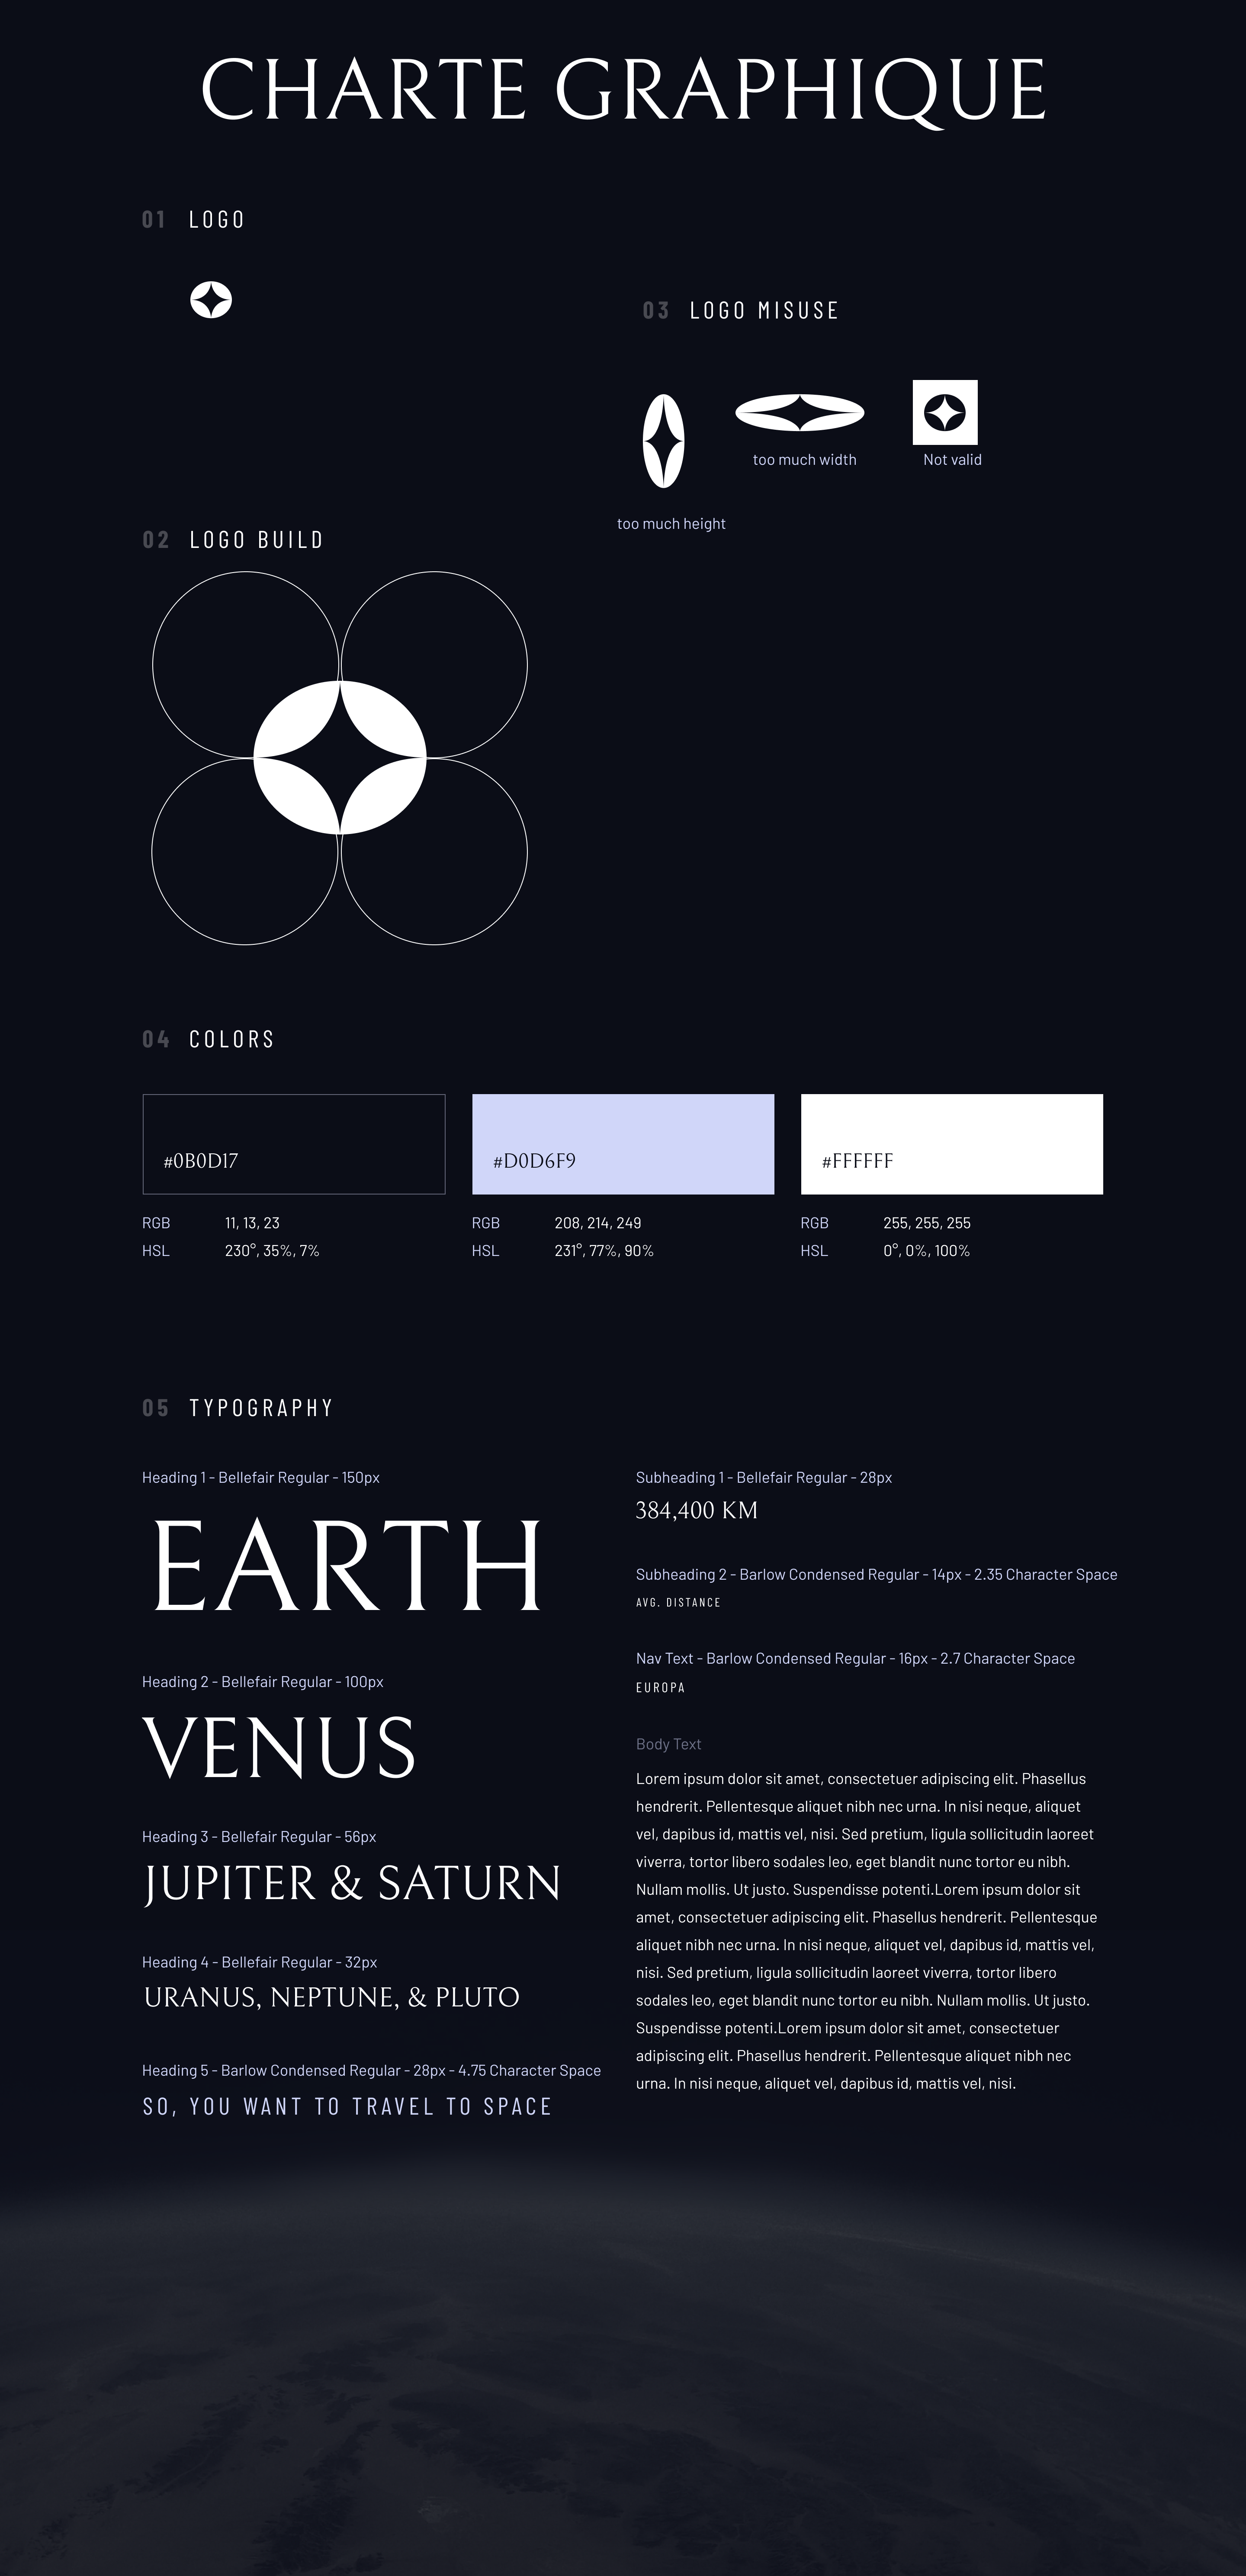 CHARTE GRAPHIQUE
01 LOGO
03 LOGO MISUSE
too much width
Not valid
too much height
02 LOGO BUILD
04 COLORS
#0B0D17
#D0D6F9
#FFFFFF
RGB 11, 13, 23
HSL 230°, 35%, 7%
RGB 208, 214, 249
HSL 231°, 77%, 90%
RGB 255, 255, 255
HSL 0°, 0%, 100%
05 TYPOGRAPHY
Heading 1 - Bellefair Regular - 150px
EARTH
Heading 2 - Bellefair Regular - 100px
VENUS
Heading 3 - Bellefair Regular - 56px
JUPITER & SATURN
Heading 4 - Bellefair Regular - 32px
URANUS, NEPTUNE, & PLUTO
Heading 5 - Barlow Condensed Regular - 28px - 4.75 Character Space
SO, YOU WANT TO TRAVEL TO SPACE
Subheading 1 - Bellefair Regular - 28px
384,400 KM
Subheading 2 - Barlow Condensed Regular - 14px - 2.35 Character Space
AVG. DISTANCE
Nav Text - Barlow Condensed Regular - 16px - 2.7 Character Space
EUROPA
Body Text
Lorem ipsum dolor sit amet, consectetuer adipiscing elit. Phasellus
hendrerit. Pellentesque aliquet nibh nec urna. In nisi neque, aliquet
vel, dapibus id, mattis vel, nisi. Sed pretium, ligula sollicitudin laoreet
viverra, tortor libero sodales leo, eget blandit nunc tortor eu nibh.
Nullam mollis. Ut justo. Suspendisse potenti.Lorem ipsum dolor sit
amet, consectetuer adipiscing elit. Phasellus hendrerit. Pellentesque
aliquet nibh nec urna. In nisi neque, aliquet vel, dapibus id, mattis vel,
nisi. Sed pretium, ligula sollicitudin laoreet viverra, tortor libero
sodales leo, eget blandit nunc tortor eu nibh. Nullam mollis. Ut justo.
Suspendisse potenti.Lorem ipsum dolor sit amet, consectetuer
adipiscing elit. Phasellus hendrerit. Pellentesque aliquet nibh nec
urna. In nisi neque, aliquet vel, dapibus id, mattis vel, nisi.